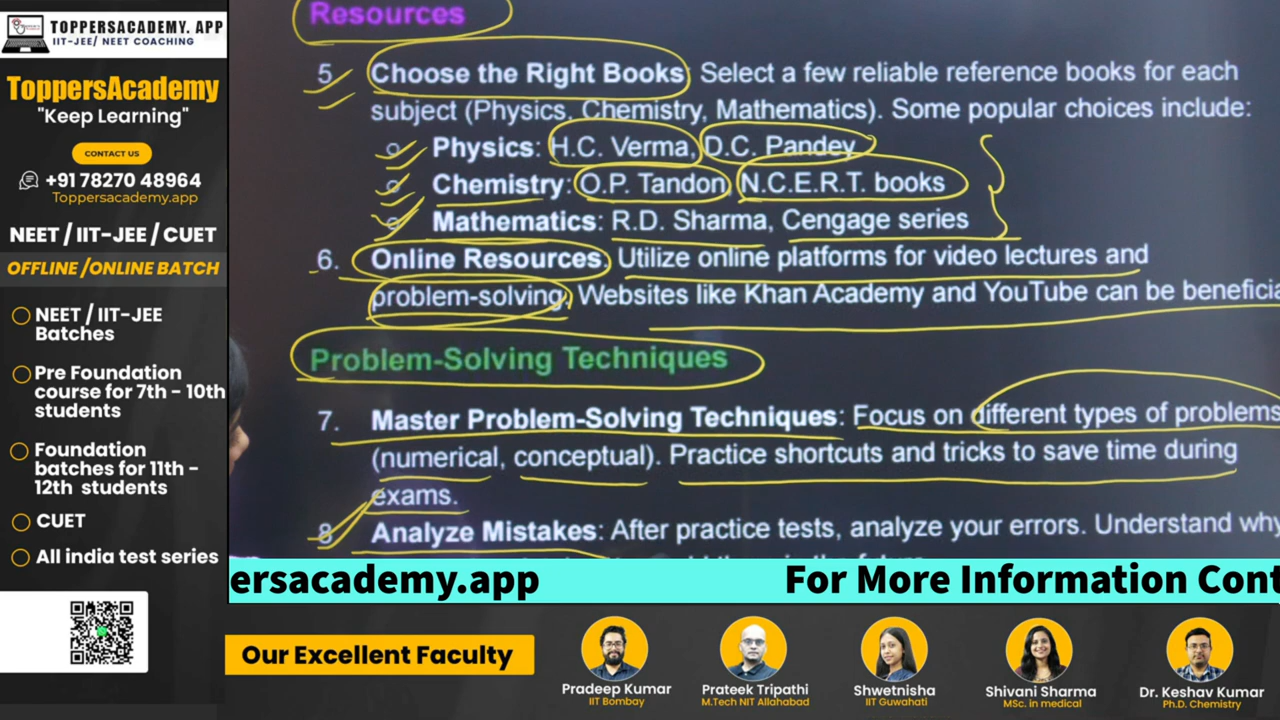 TOPPERSACADEMY. APP
IIT-JEE/ NEET COACHING
ToppersAcademy
"Keep Learning"
CONTACT US
+91 78270 48964
Toppersacademy.app
NEET / IIT-JEE / CUET
OFFLINE /ONLINE BATCH
NEET / IIT-JEE
Batches
Pre Foundation
course for 7th - 10th
students
Foundation
batches for 11th -
12th students
CUET
All india test series
Resources
5. Choose the Right Books: Select a few reliable reference books for each
subject (Physics, Chemistry, Mathematics). Some popular choices include:
Physics: H.C. Verma, D.C. Pandey
Chemistry: O.P. Tandon, N.C.E.R.T. books
Mathematics: R.D. Sharma, Cengage series
6. Online Resources: Utilize online platforms for video lectures and
problem-solving. Websites like Khan Academy and YouTube can be beneficia
Problem-Solving Techniques
7. Master Problem-Solving Techniques: Focus on different types of problems
(numerical, conceptual). Practice shortcuts and tricks to save time during
exams.
8. Analyze Mistakes: After practice tests, analyze your errors. Understand why
ersacademy.app For More Information Cont
Our Excellent Faculty
Pradeep Kumar
IIT Bombay
Prateek Tripathi
M.Tech NIT Allahabad
Shwetnisha
IIT Guwahati
Shivani Sharma
MSc. in medical
Dr. Keshav Kumar
Ph.D. Chemistry